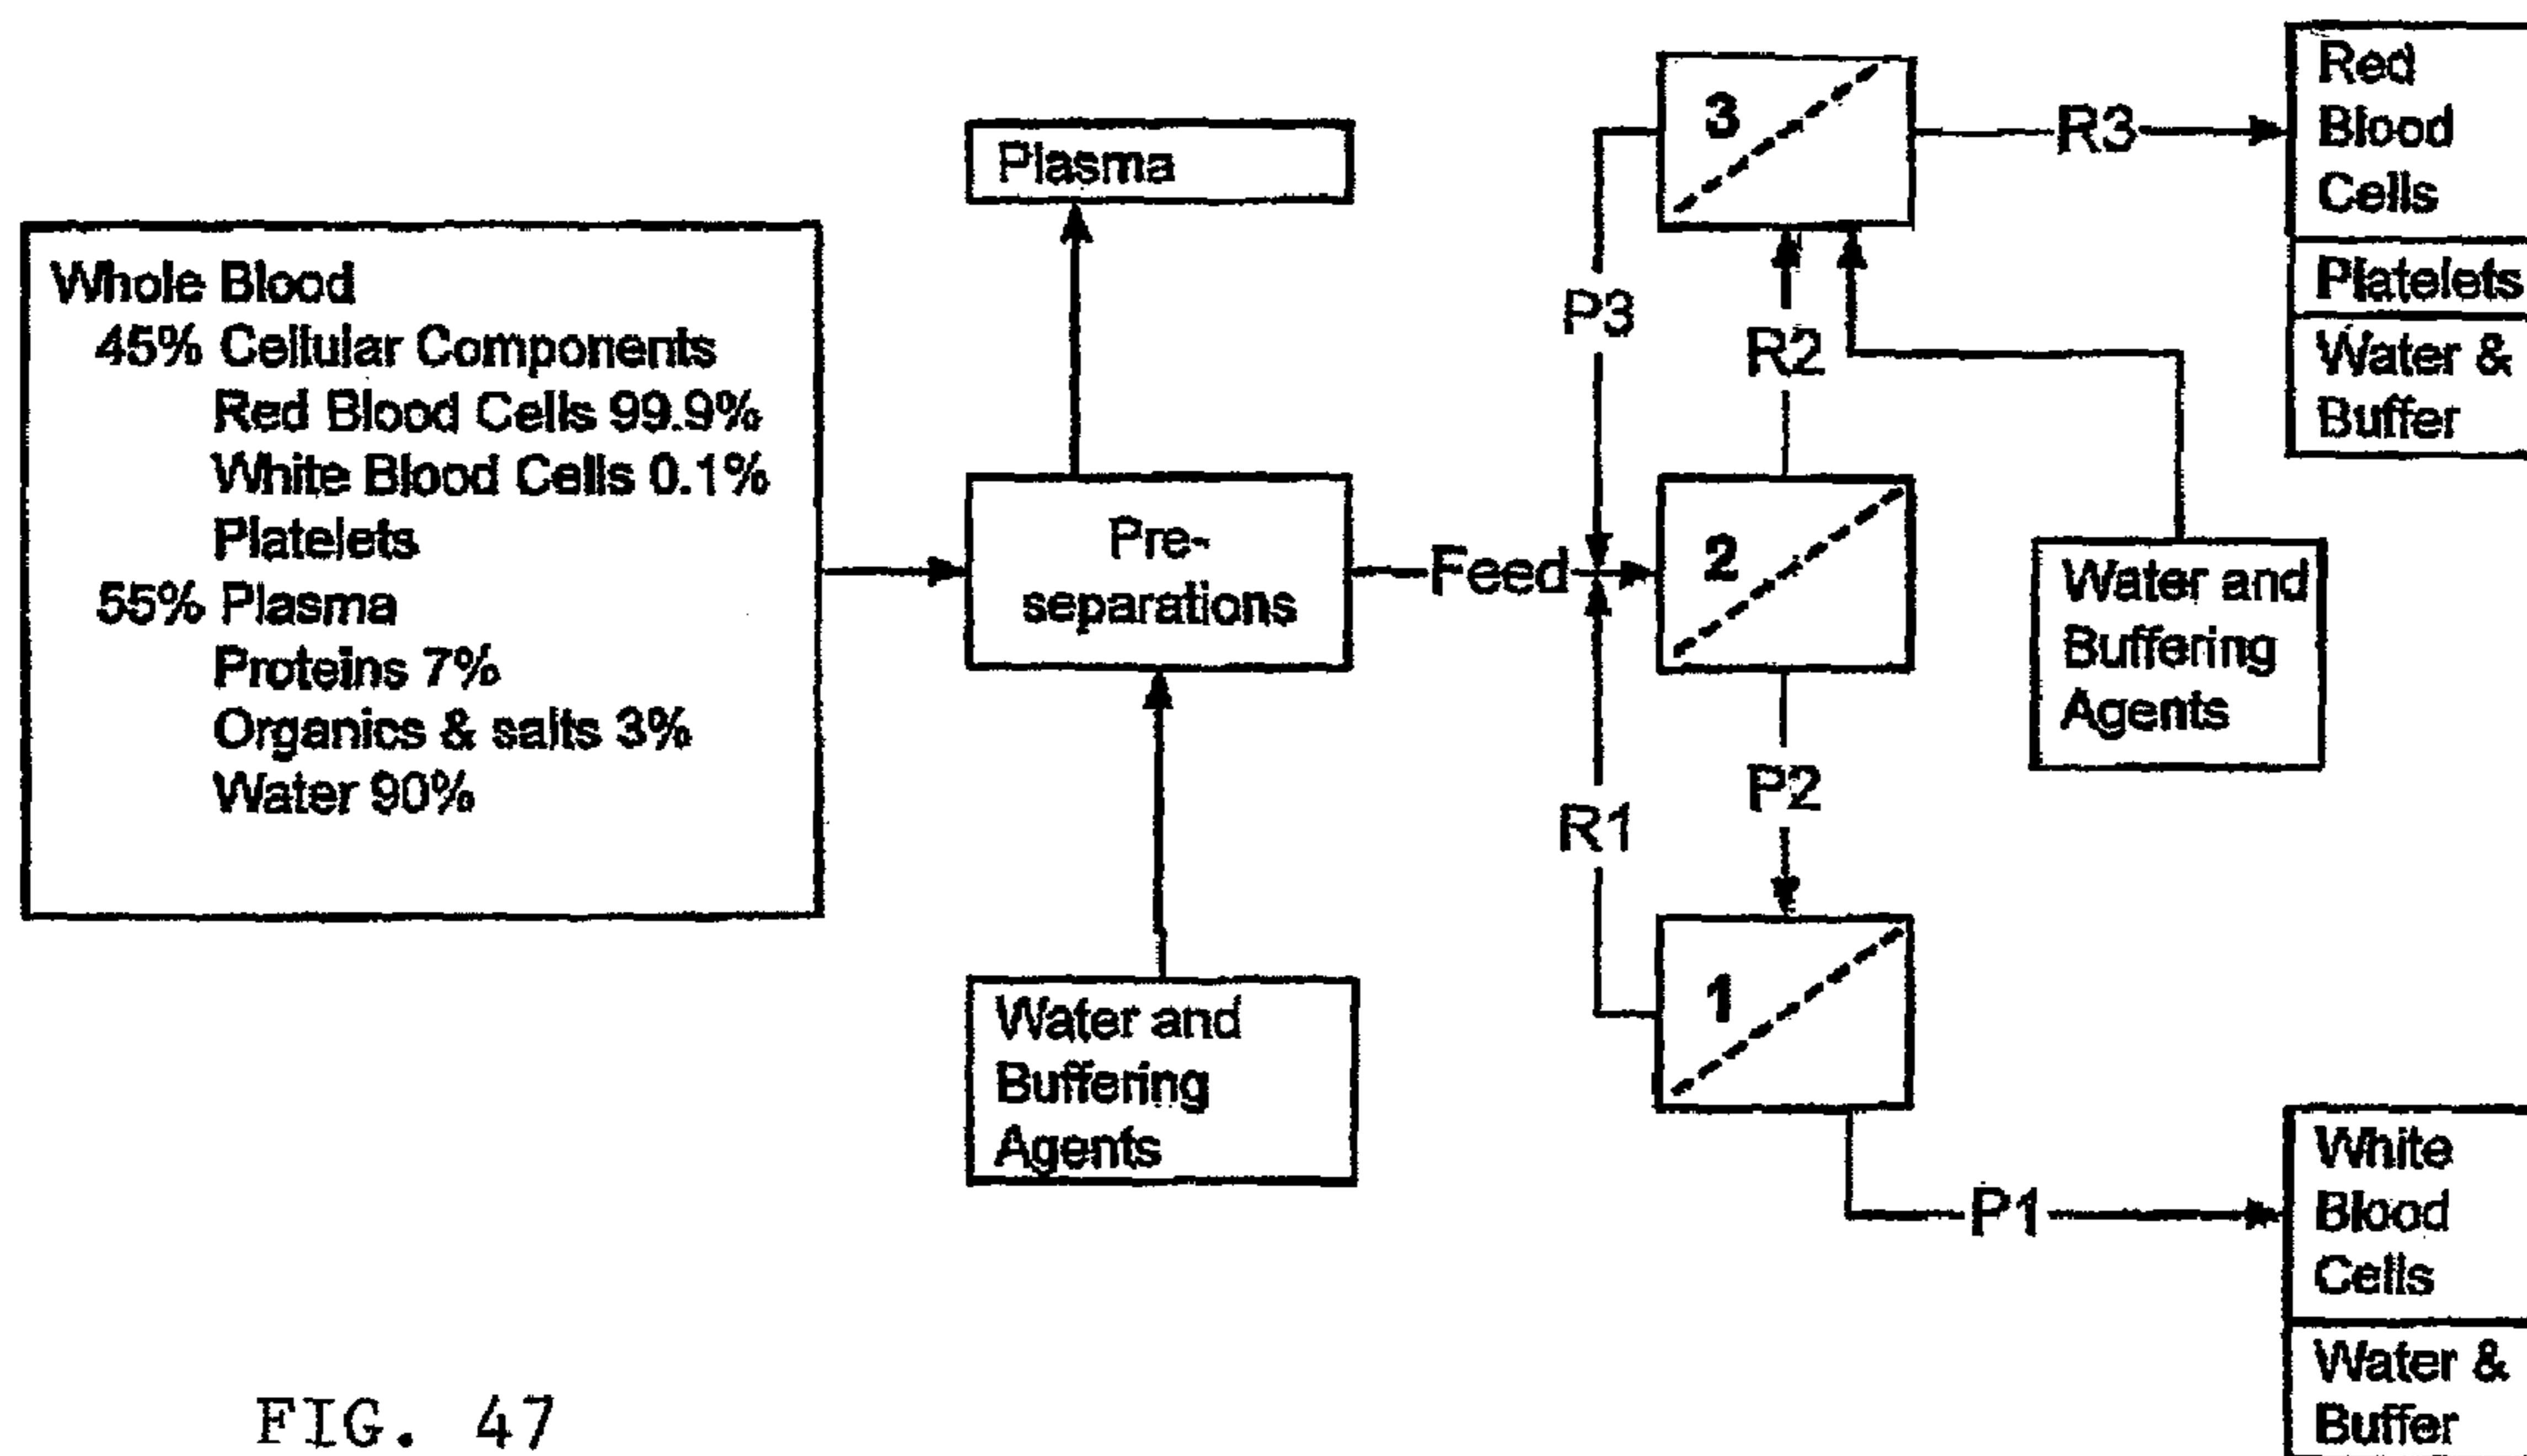 Whole Blood
45% Cellular Components
Red Blood Cells 99.9%
White Blood Cells 0.1%
Platelets
55% Plasma
Proteins 7%
Organics & salts 3%
Water 90%
Plasma
Pre-
separations
Water and
Buffering
Agents
Feed
P3
R1
3
R2
2
P2
1
R3
Red
Blood
Cells
Platelets
Water &
Buffer
Water and
Buffering
Agents
P1
White
Blood
Cells
Water &
Buffer
FIG. 47